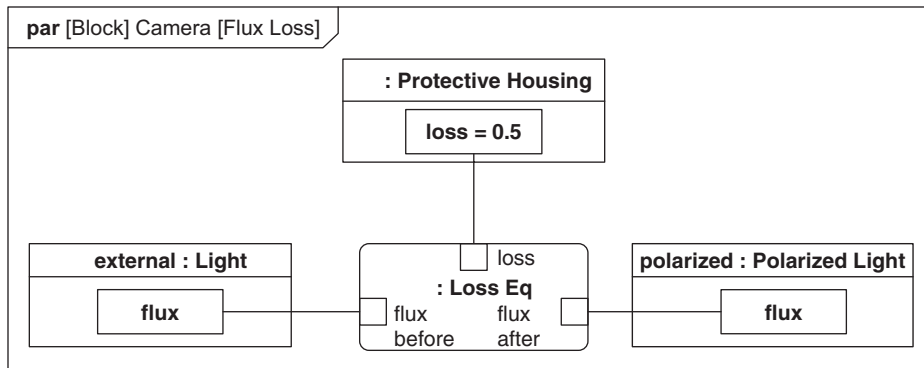 par [Block] Camera [Flux Loss]
: Protective Housing
loss = 0.5
external : Light
flux
loss
: Loss Eq
flux before
flux after
polarized : Polarized Light
flux